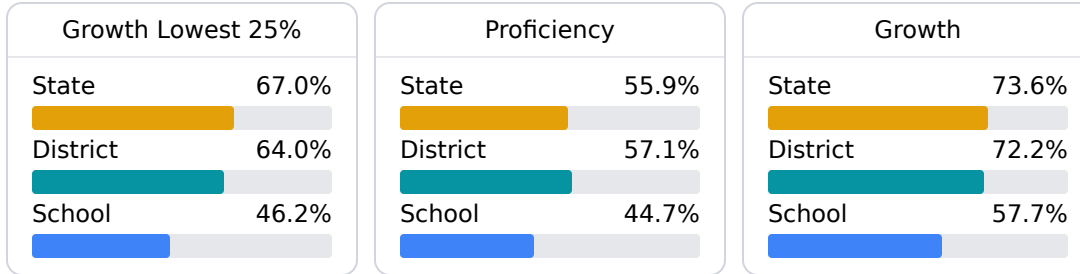 Growth Lowest 25%
State 67.0%
District 64.0%
School 46.2%
Proficiency
State 55.9%
District 57.1%
School 44.7%
Growth
State 73.6%
District 72.2%
School 57.7%